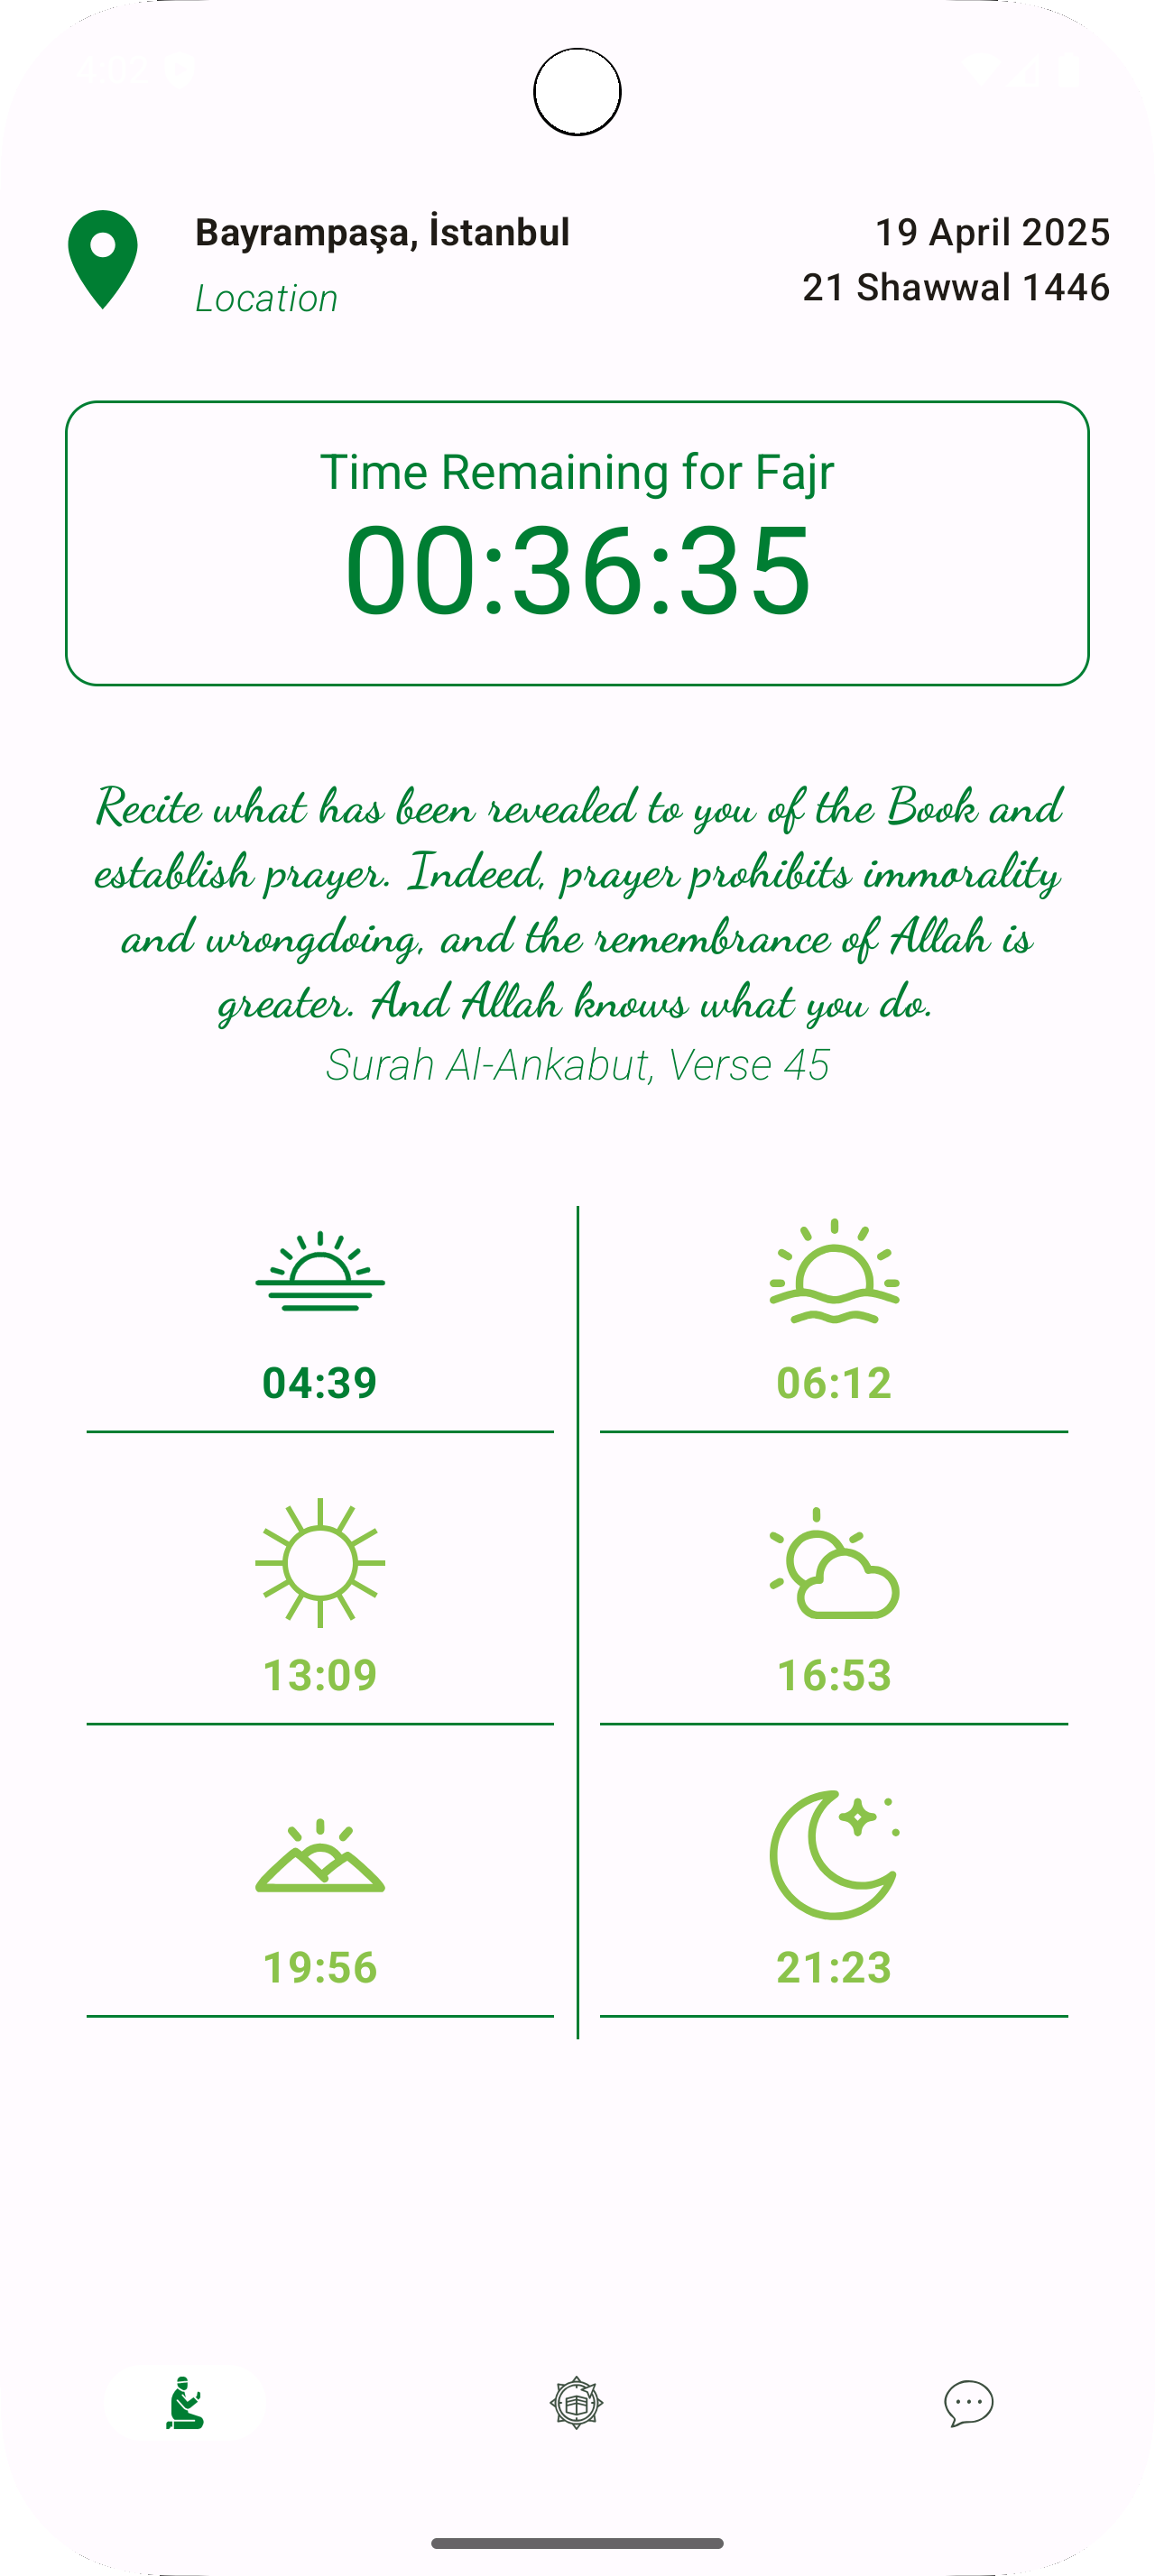 Bayrampaşa, İstanbul
Location
19 April 2025
21 Shawwal 1446
Time Remaining for Fajr
00:36:35
Recite what has been revealed to you of the Book and
establish prayer. Indeed, prayer prohibits immorality
and wrongdoing, and the remembrance of Allah is
greater. And Allah knows what you do.
Surah Al-Ankabut, Verse 45
04:39
06:12
13:09
16:53
19:56
21:23